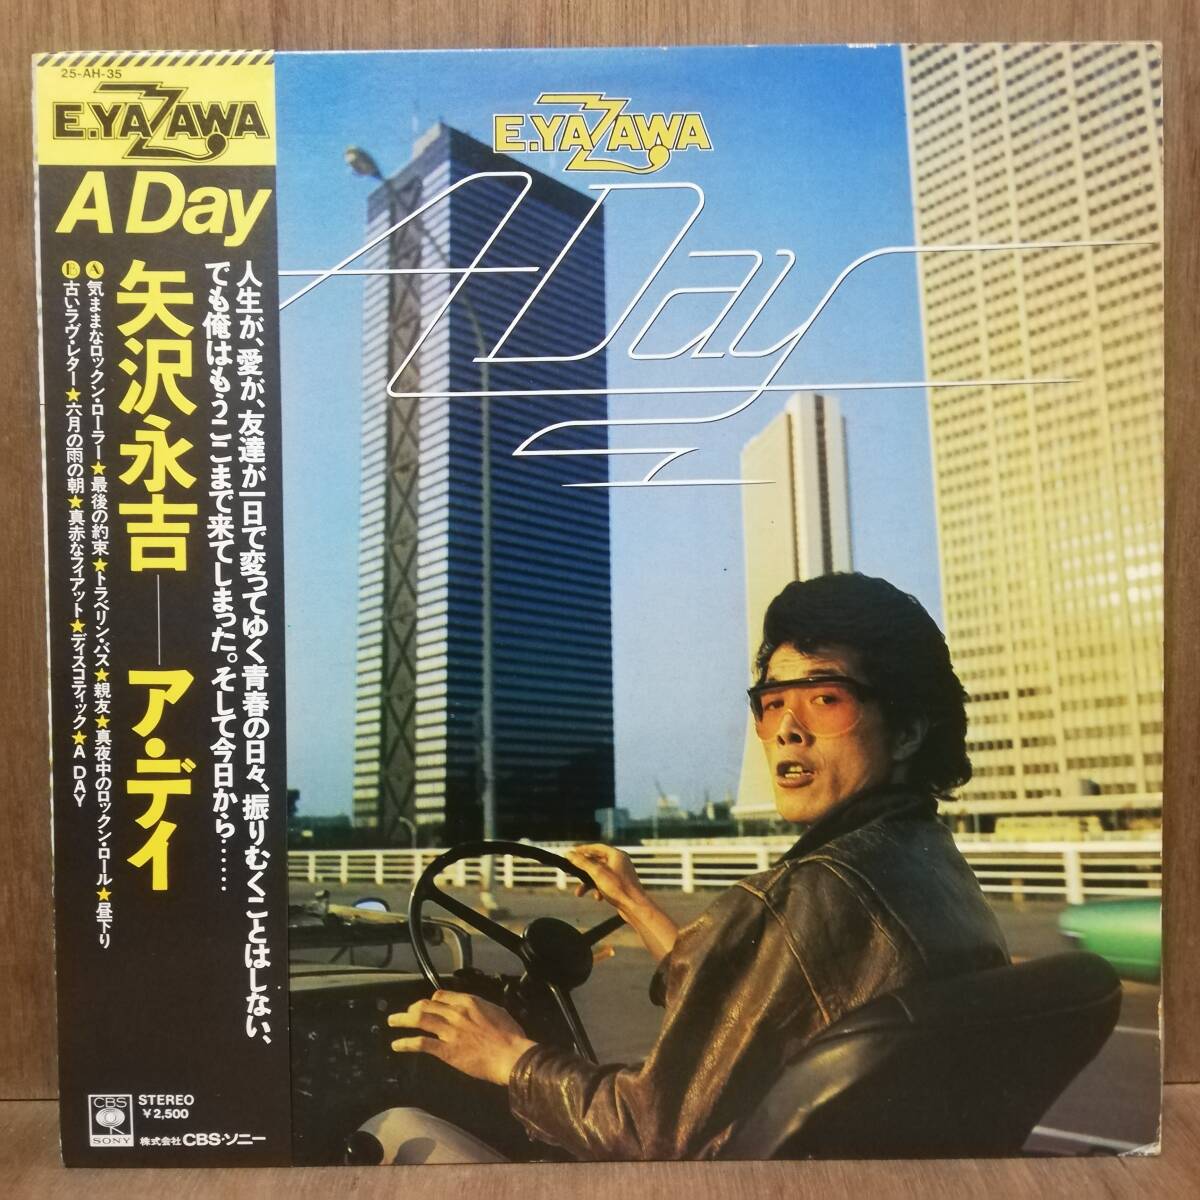 25-AH-35
E.YAZAWA
A Day
人生が、愛が、友達が一日で変ってゆく青春の日々、振りむくことはしない、
でも俺はもうここまで来てしまった。そして今日から……
矢沢永吉──ア・デイ
A 気ままなロックン・ローラー★最後の約束★トラベリン・バス★親友★真夜中のロックン・ロール★昼下り
B 古いラヴ・レター★六月の雨の朝★真赤なフィアット★ディスコティック★A DAY
CBS
SONY
STEREO
¥2,500
株式会社CBS・ソニー
E.YAZAWA
A Day